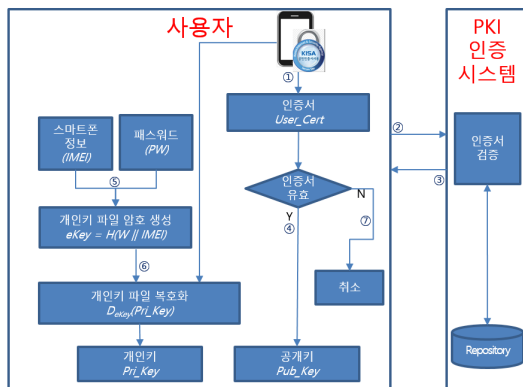 사용자
PKI
인증
시스템
KISA
①
인증서
User_Cert
②
③
인증서
검증
스마트폰
정보
(IMEI)
패스워드
(PW)
⑤
인증서
유효
Y
N
④
⑦
개인키 파일 암호 생성
eKey = H(W || IMEI)
⑥
취소
개인키 파일 복호화
DeKey(Pri_Key)
개인키
Pri_Key
공개키
Pub_Key
Repository